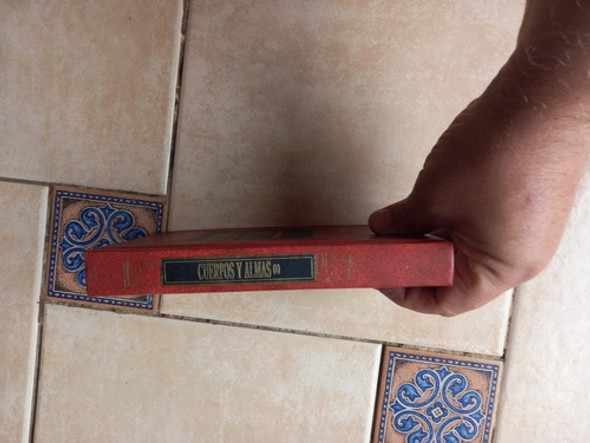 CUERPOS Y ALMAS (I)